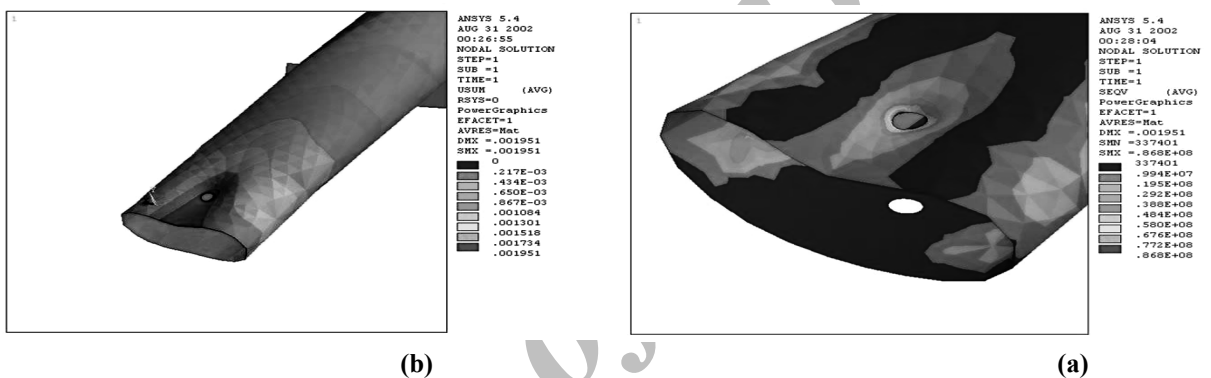 1
ANSYS 5.4
AUG 31 2002
00:26:55
NODAL SOLUTION
STEP=1
SUB =1
TIME=1
USUM (AVG)
RSYS=0
PowerGraphics
EFACET=1
AVRES=Mat
DMX =.001951
SMX =.001951
0
.217E-03
.434E-03
.650E-03
.867E-03
.001084
.001301
.001518
.001734
.001951
(b)
1
ANSYS 5.4
AUG 31 2002
00:28:04
NODAL SOLUTION
STEP=1
SUB =1
TIME=1
SEQV (AVG)
PowerGraphics
EFACET=1
AVRES=Mat
DMX =.001951
SMN =337401
SMX =.868E+08
337401
.994E+07
.195E+08
.292E+08
.388E+08
.484E+08
.580E+08
.676E+08
.772E+08
.868E+08
(a)